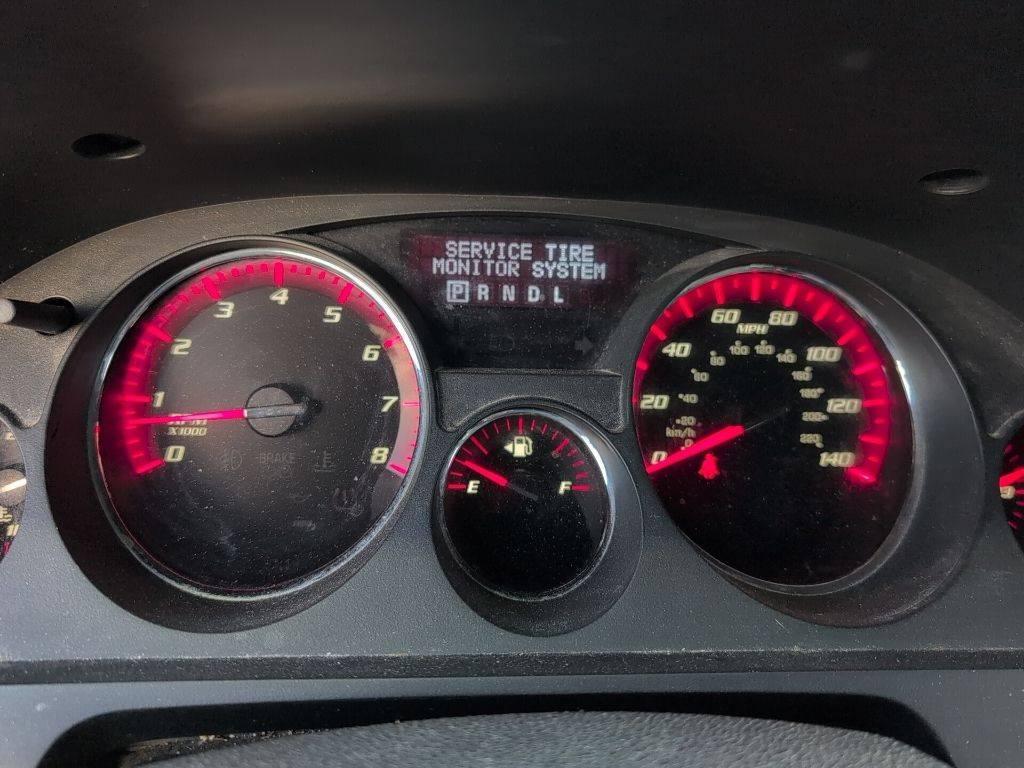 SERVICE TIRE
MONITOR SYSTEM
P R N D L
0 1 2 3 4 5 6 7 8
RPM
X1000
BRAKE
E F
0 20 40 60 80 100 120 140
MPH
km/h
0 20 40 60 80 100 120 140 160 180 200 220